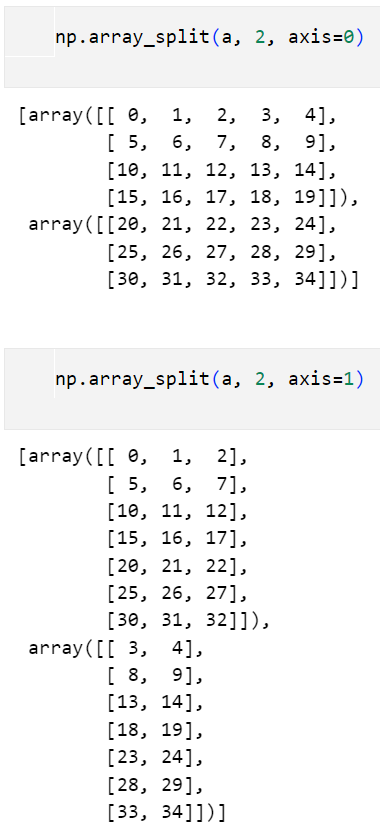 np.array_split(a, 2, axis=0)
[array([[ 0,  1,  2,  3,  4],
        [ 5,  6,  7,  8,  9],
        [10, 11, 12, 13, 14],
        [15, 16, 17, 18, 19]]),
 array([[20, 21, 22, 23, 24],
        [25, 26, 27, 28, 29],
        [30, 31, 32, 33, 34]])]
np.array_split(a, 2, axis=1)
[array([[ 0,  1,  2],
        [ 5,  6,  7],
        [10, 11, 12],
        [15, 16, 17],
        [20, 21, 22],
        [25, 26, 27],
        [30, 31, 32]]),
 array([[ 3,  4],
        [ 8,  9],
        [13, 14],
        [18, 19],
        [23, 24],
        [28, 29],
        [33, 34]])]